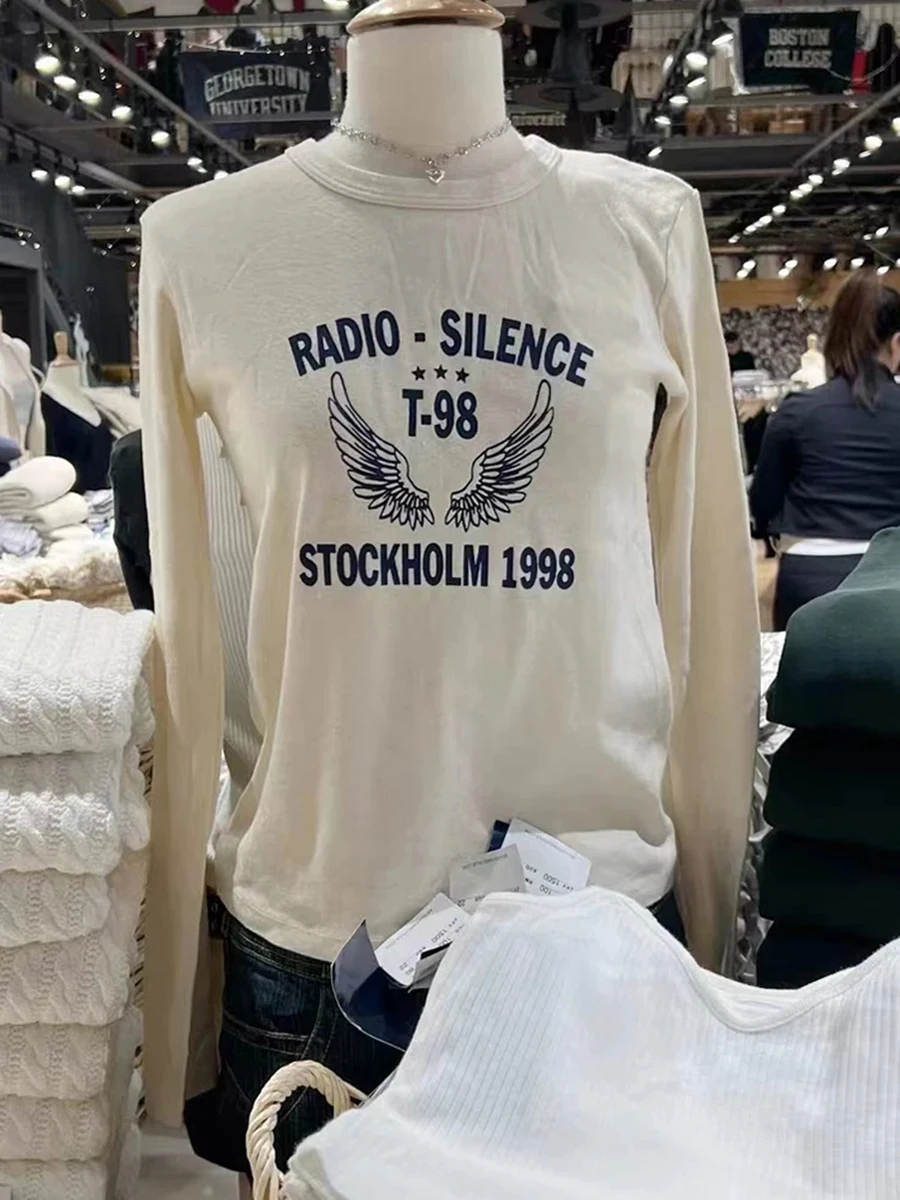 GEORGETOWN
UNIVERSITY
BOSTON
COLLEGE
RADIO - SILENCE
T-98
STOCKHOLM 1998